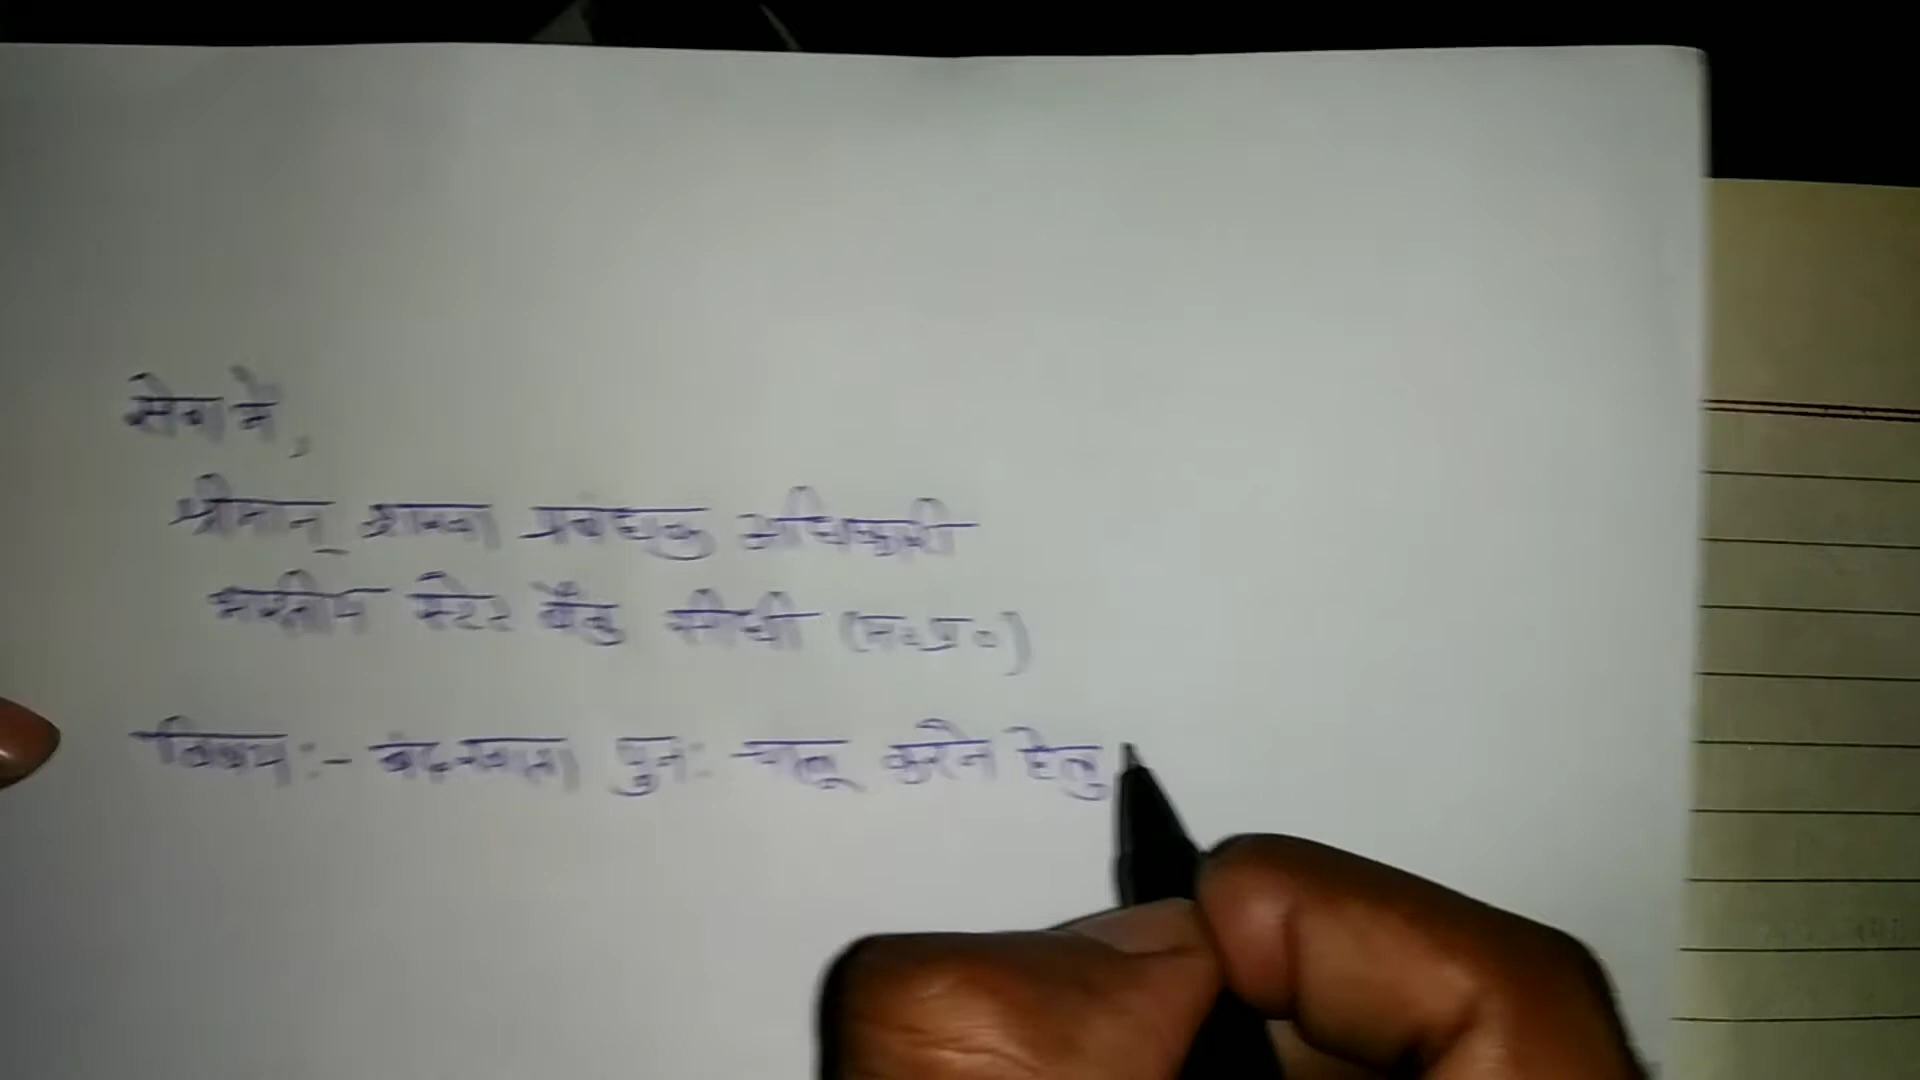 सेवा में,
श्रीमान् शाखा प्रबंधक अधिकारी
भारतीय स्टेट बैंक सीधी (म०प्र०)
विषय:- बंद खाता पुन: चालू करने हेतु